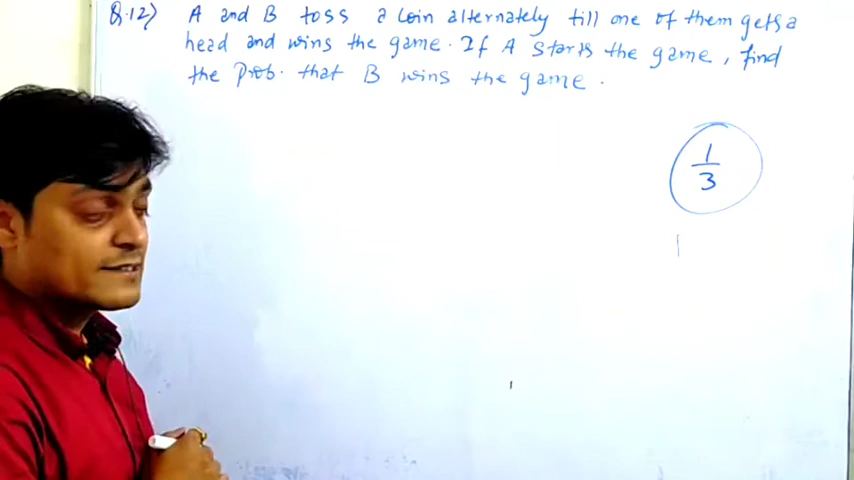 Q.12) A and B toss a coin alternately till one of them gets a
head and wins the game. If A starts the game, find
the Prob. that B wins the game.
1
3